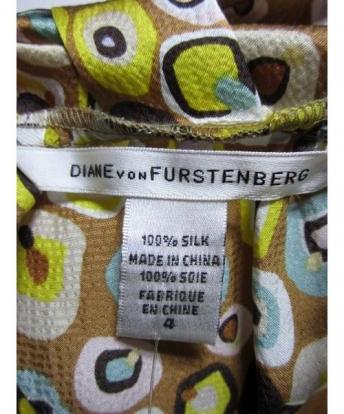 DIANE VON FURSTENBERG
100% SILK
MADE IN CHINA
100% SOIE
FABRIQUE
EN CHINE
4